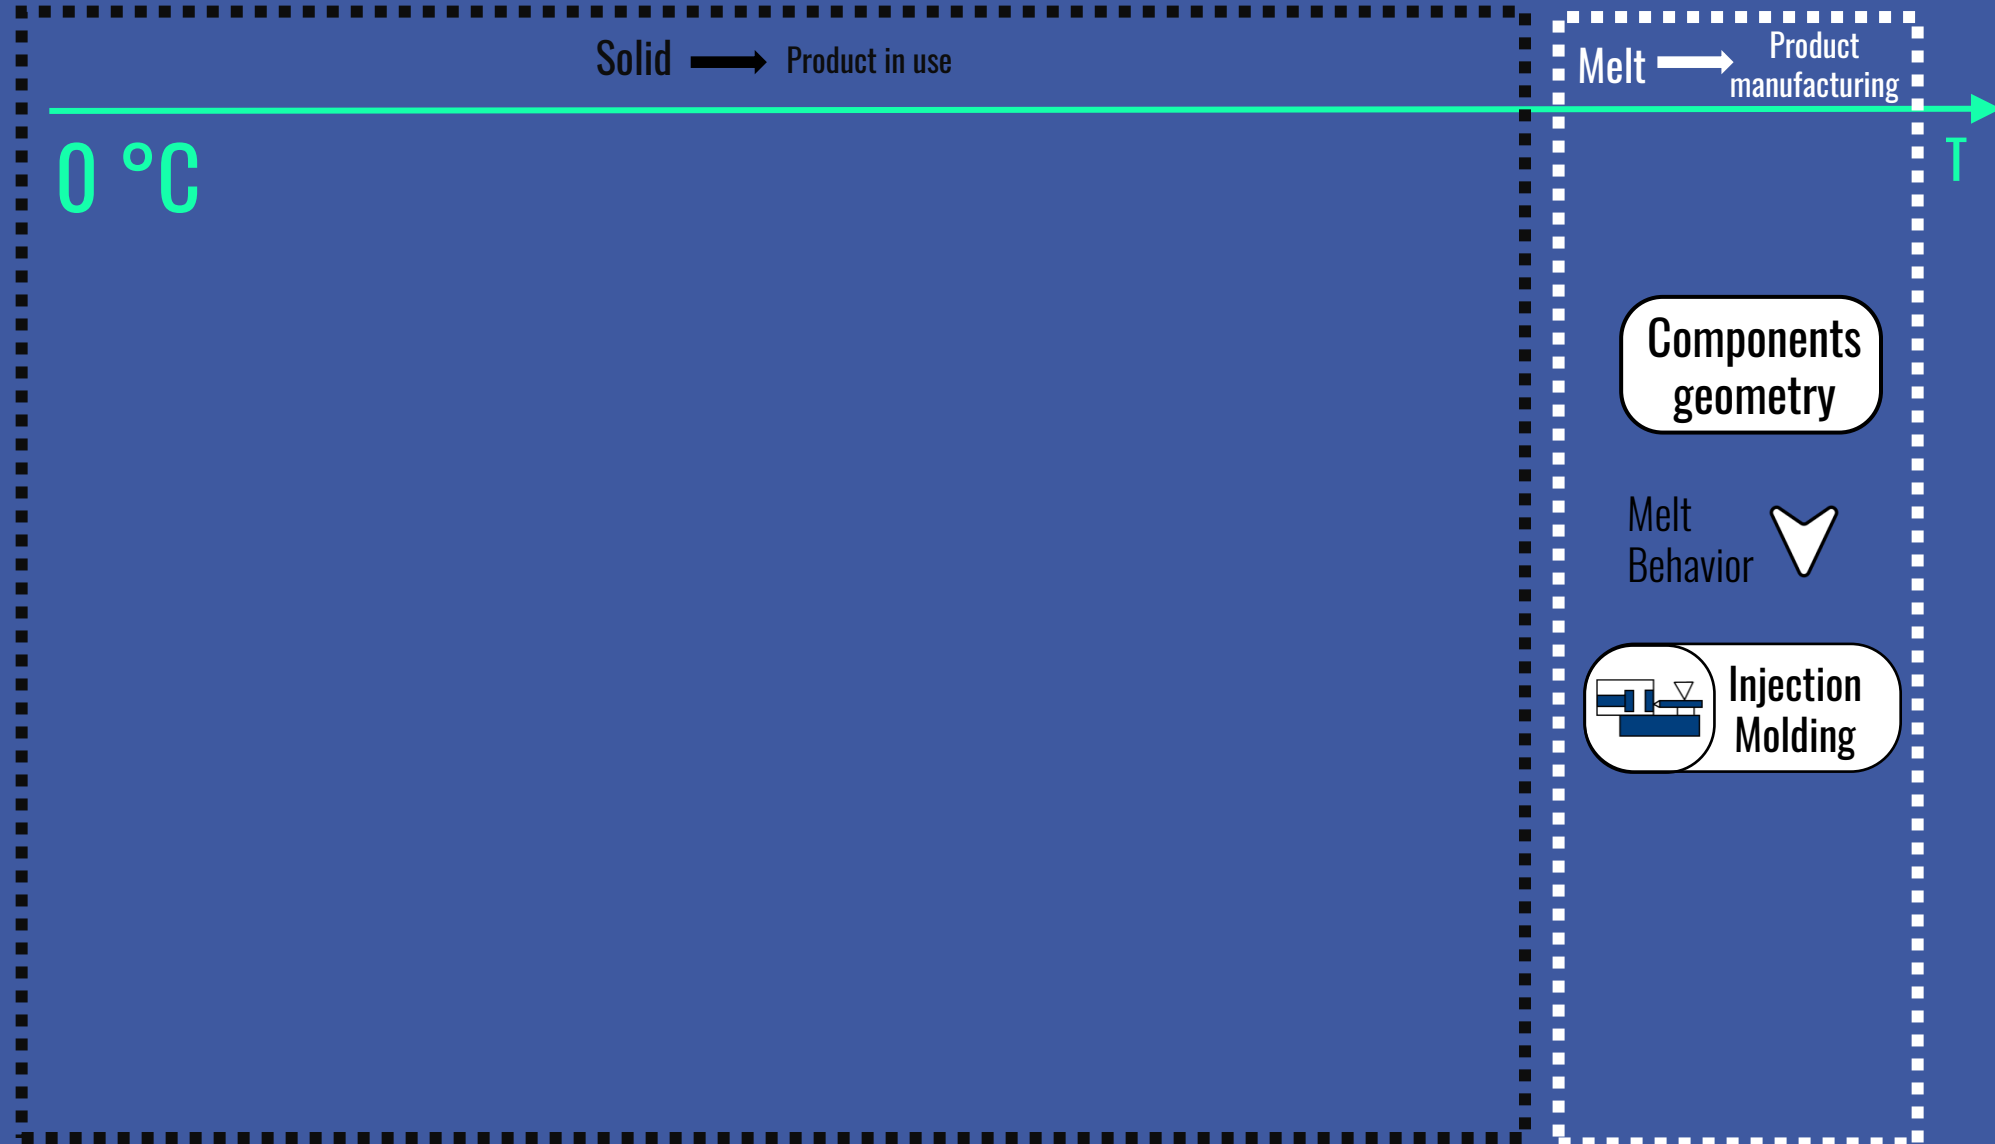 Solid
Product in use
Melt
Product
manufacturing
0 °C
T
Components
geometry
Melt
Behavior
Injection
Molding